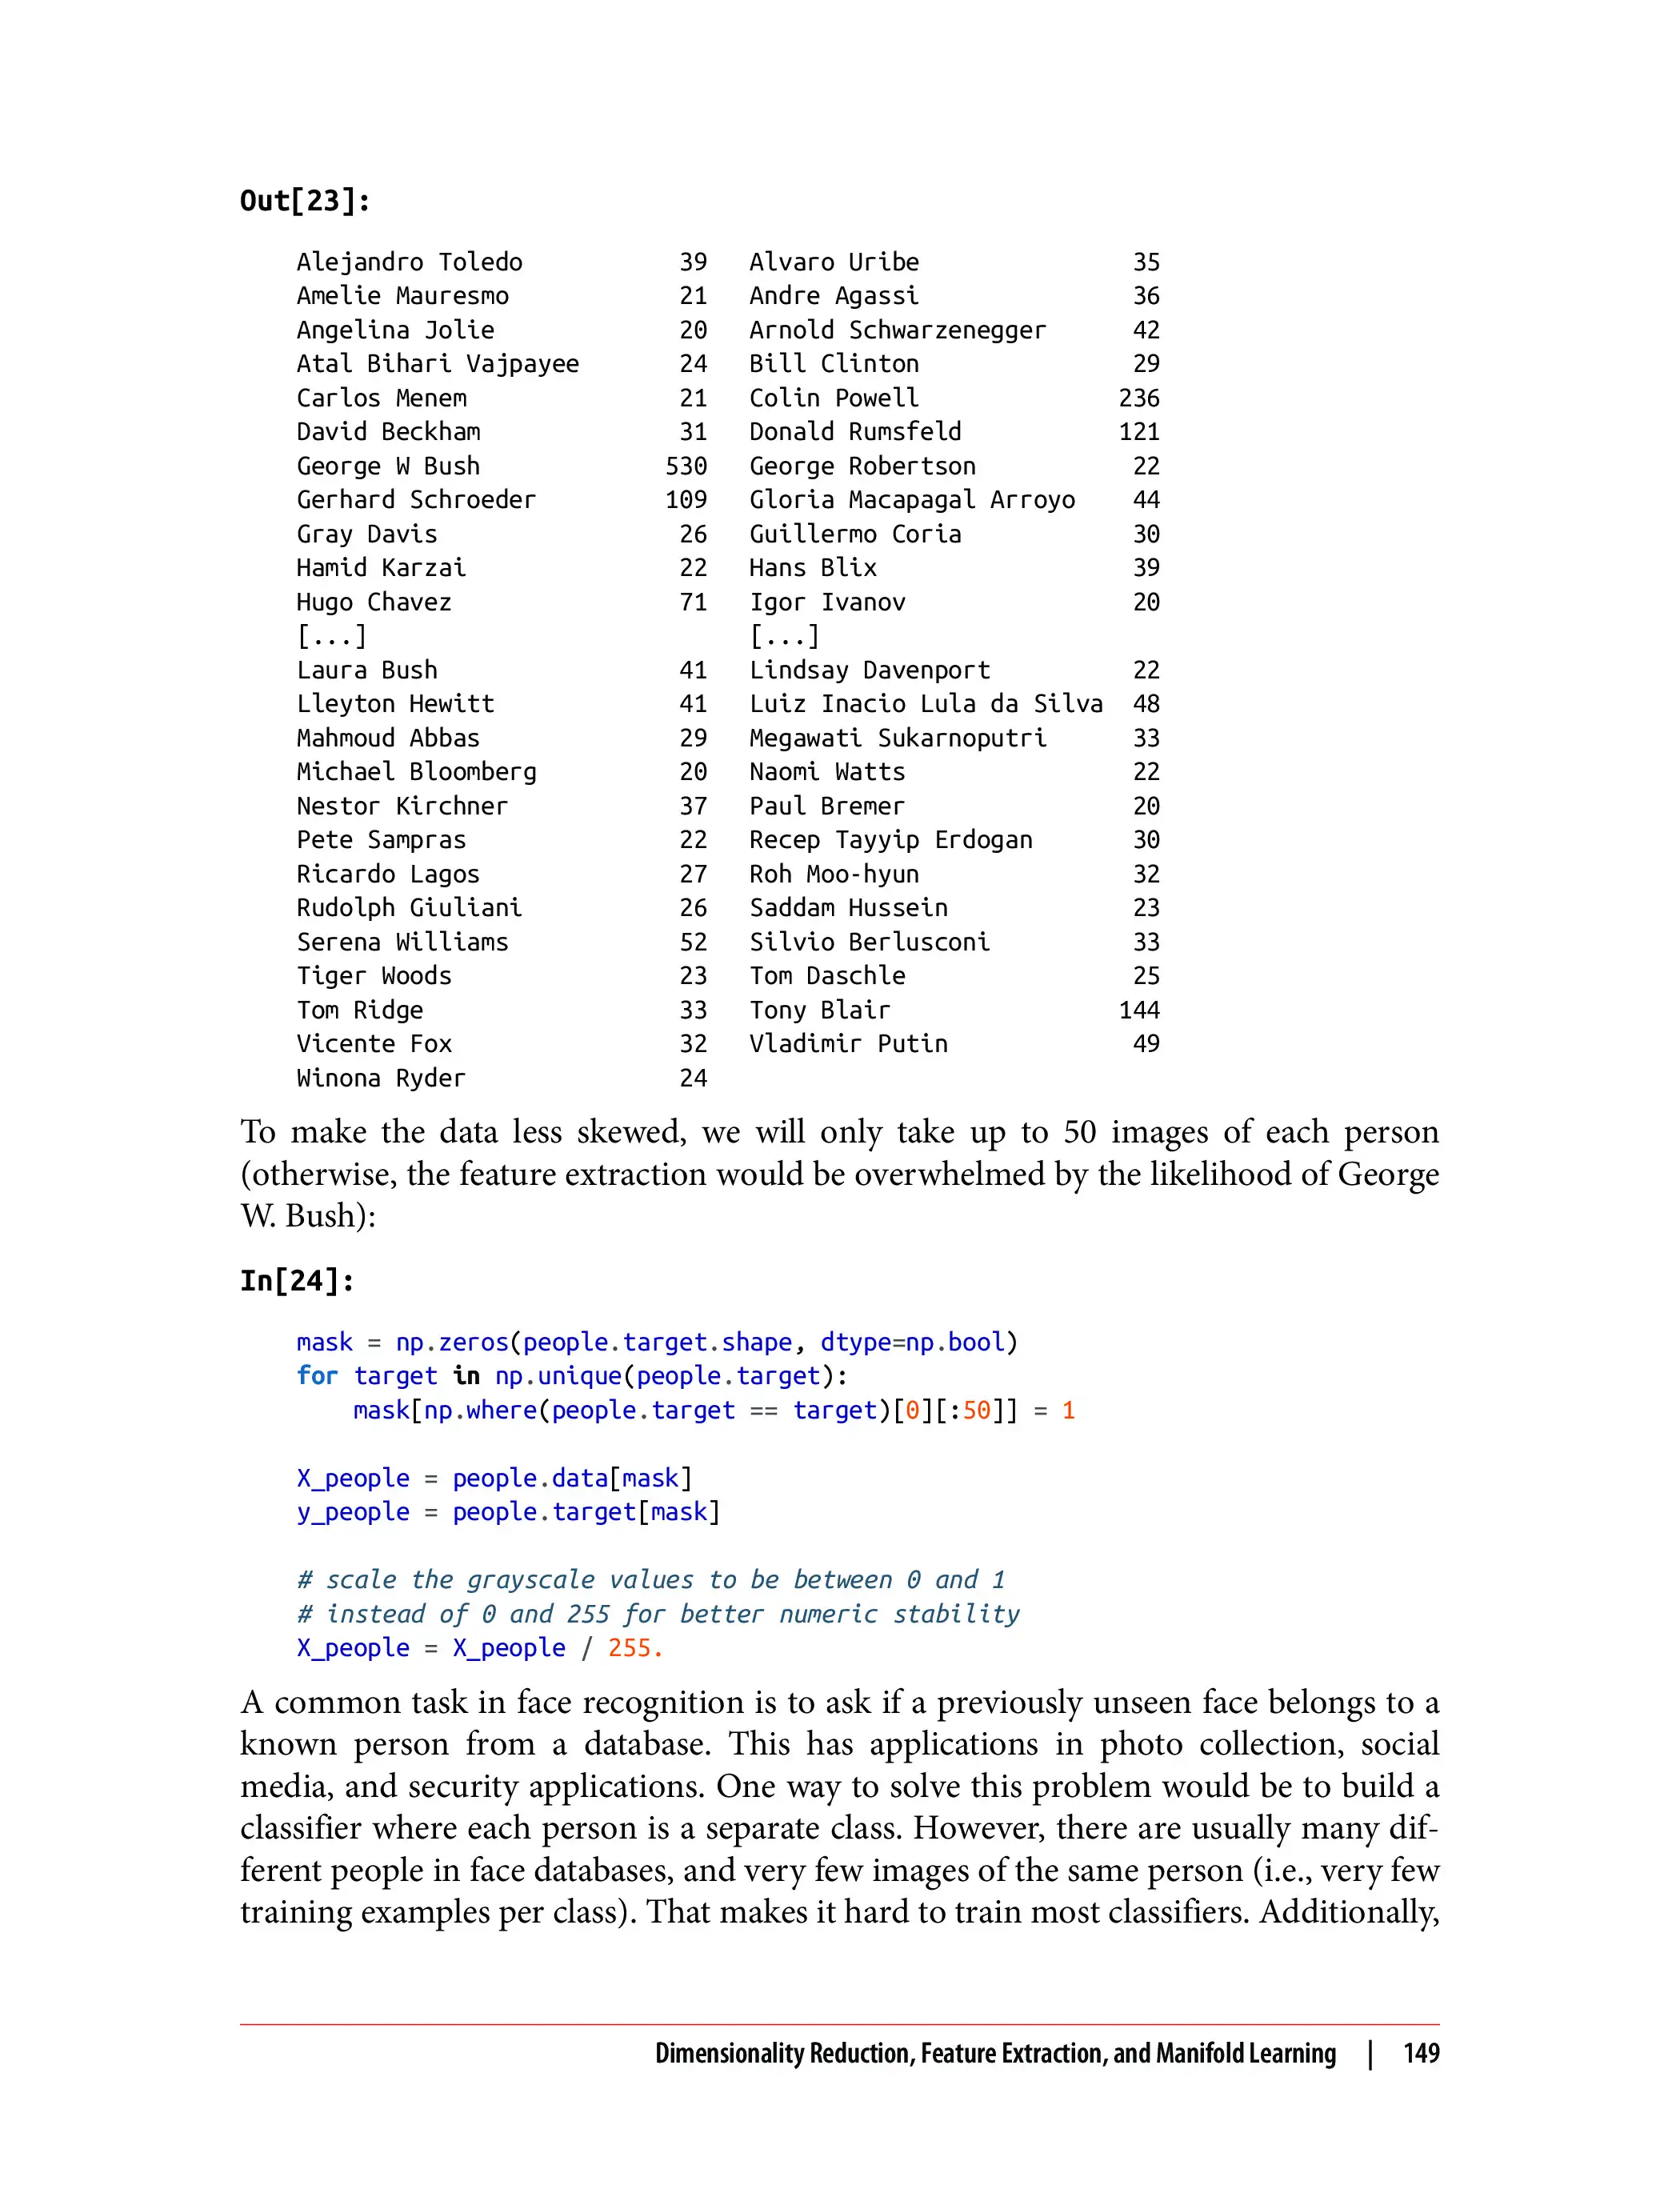 Out[23]:
Alejandro Toledo 39 Alvaro Uribe 35
Amelie Mauresmo 21 Andre Agassi 36
Angelina Jolie 20 Arnold Schwarzenegger 42
Atal Bihari Vajpayee 24 Bill Clinton 29
Carlos Menem 21 Colin Powell 236
David Beckham 31 Donald Rumsfeld 121
George W Bush 530 George Robertson 22
Gerhard Schroeder 109 Gloria Macapagal Arroyo 44
Gray Davis 26 Guillermo Coria 30
Hamid Karzai 22 Hans Blix 39
Hugo Chavez 71 Igor Ivanov 20
[...] [...]
Laura Bush 41 Lindsay Davenport 22
Lleyton Hewitt 41 Luiz Inacio Lula da Silva 48
Mahmoud Abbas 29 Megawati Sukarnoputri 33
Michael Bloomberg 20 Naomi Watts 22
Nestor Kirchner 37 Paul Bremer 20
Pete Sampras 22 Recep Tayyip Erdogan 30
Ricardo Lagos 27 Roh Moo-hyun 32
Rudolph Giuliani 26 Saddam Hussein 23
Serena Williams 52 Silvio Berlusconi 33
Tiger Woods 23 Tom Daschle 25
Tom Ridge 33 Tony Blair 144
Vicente Fox 32 Vladimir Putin 49
Winona Ryder 24
To make the data less skewed, we will only take up to 50 images of each person
(otherwise, the feature extraction would be overwhelmed by the likelihood of George
W. Bush):
In[24]:
mask = np.zeros(people.target.shape, dtype=np.bool)
for target in np.unique(people.target):
    mask[np.where(people.target == target)[0][:50]] = 1
X_people = people.data[mask]
y_people = people.target[mask]
# scale the grayscale values to be between 0 and 1
# instead of 0 and 255 for better numeric stability
X_people = X_people / 255.
A common task in face recognition is to ask if a previously unseen face belongs to a
known person from a database. This has applications in photo collection, social
media, and security applications. One way to solve this problem would be to build a
classifier where each person is a separate class. However, there are usually many dif-
ferent people in face databases, and very few images of the same person (i.e., very few
training examples per class). That makes it hard to train most classifiers. Additionally,
Dimensionality Reduction, Feature Extraction, and Manifold Learning | 149